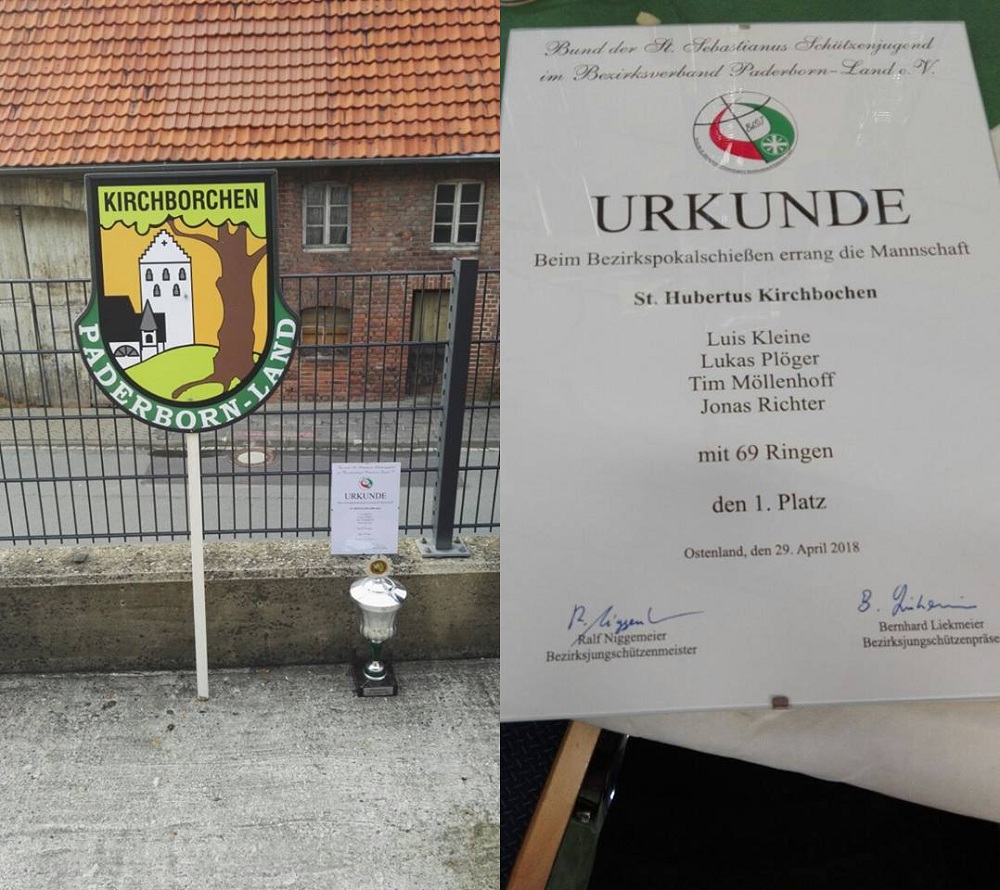 KIRCHBORCHEN
PADERBORN-LAND
URKUNDE
Bund der St. Sebastianus Schützenjugend
im Bezirksverband Paderborn-Land e.V.
URKUNDE
Beim Bezirkspokalschießen errang die Mannschaft
St. Hubertus Kirchbochen
Luis Kleine
Lukas Plöger
Tim Möllenhoff
Jonas Richter
mit 69 Ringen
den 1. Platz
Ostenland, den 29. April 2018
Ralf Niggemeier
Bezirksjungschützenmeister
Bernhard Liekmeier
Bezirksjungschützenpräse